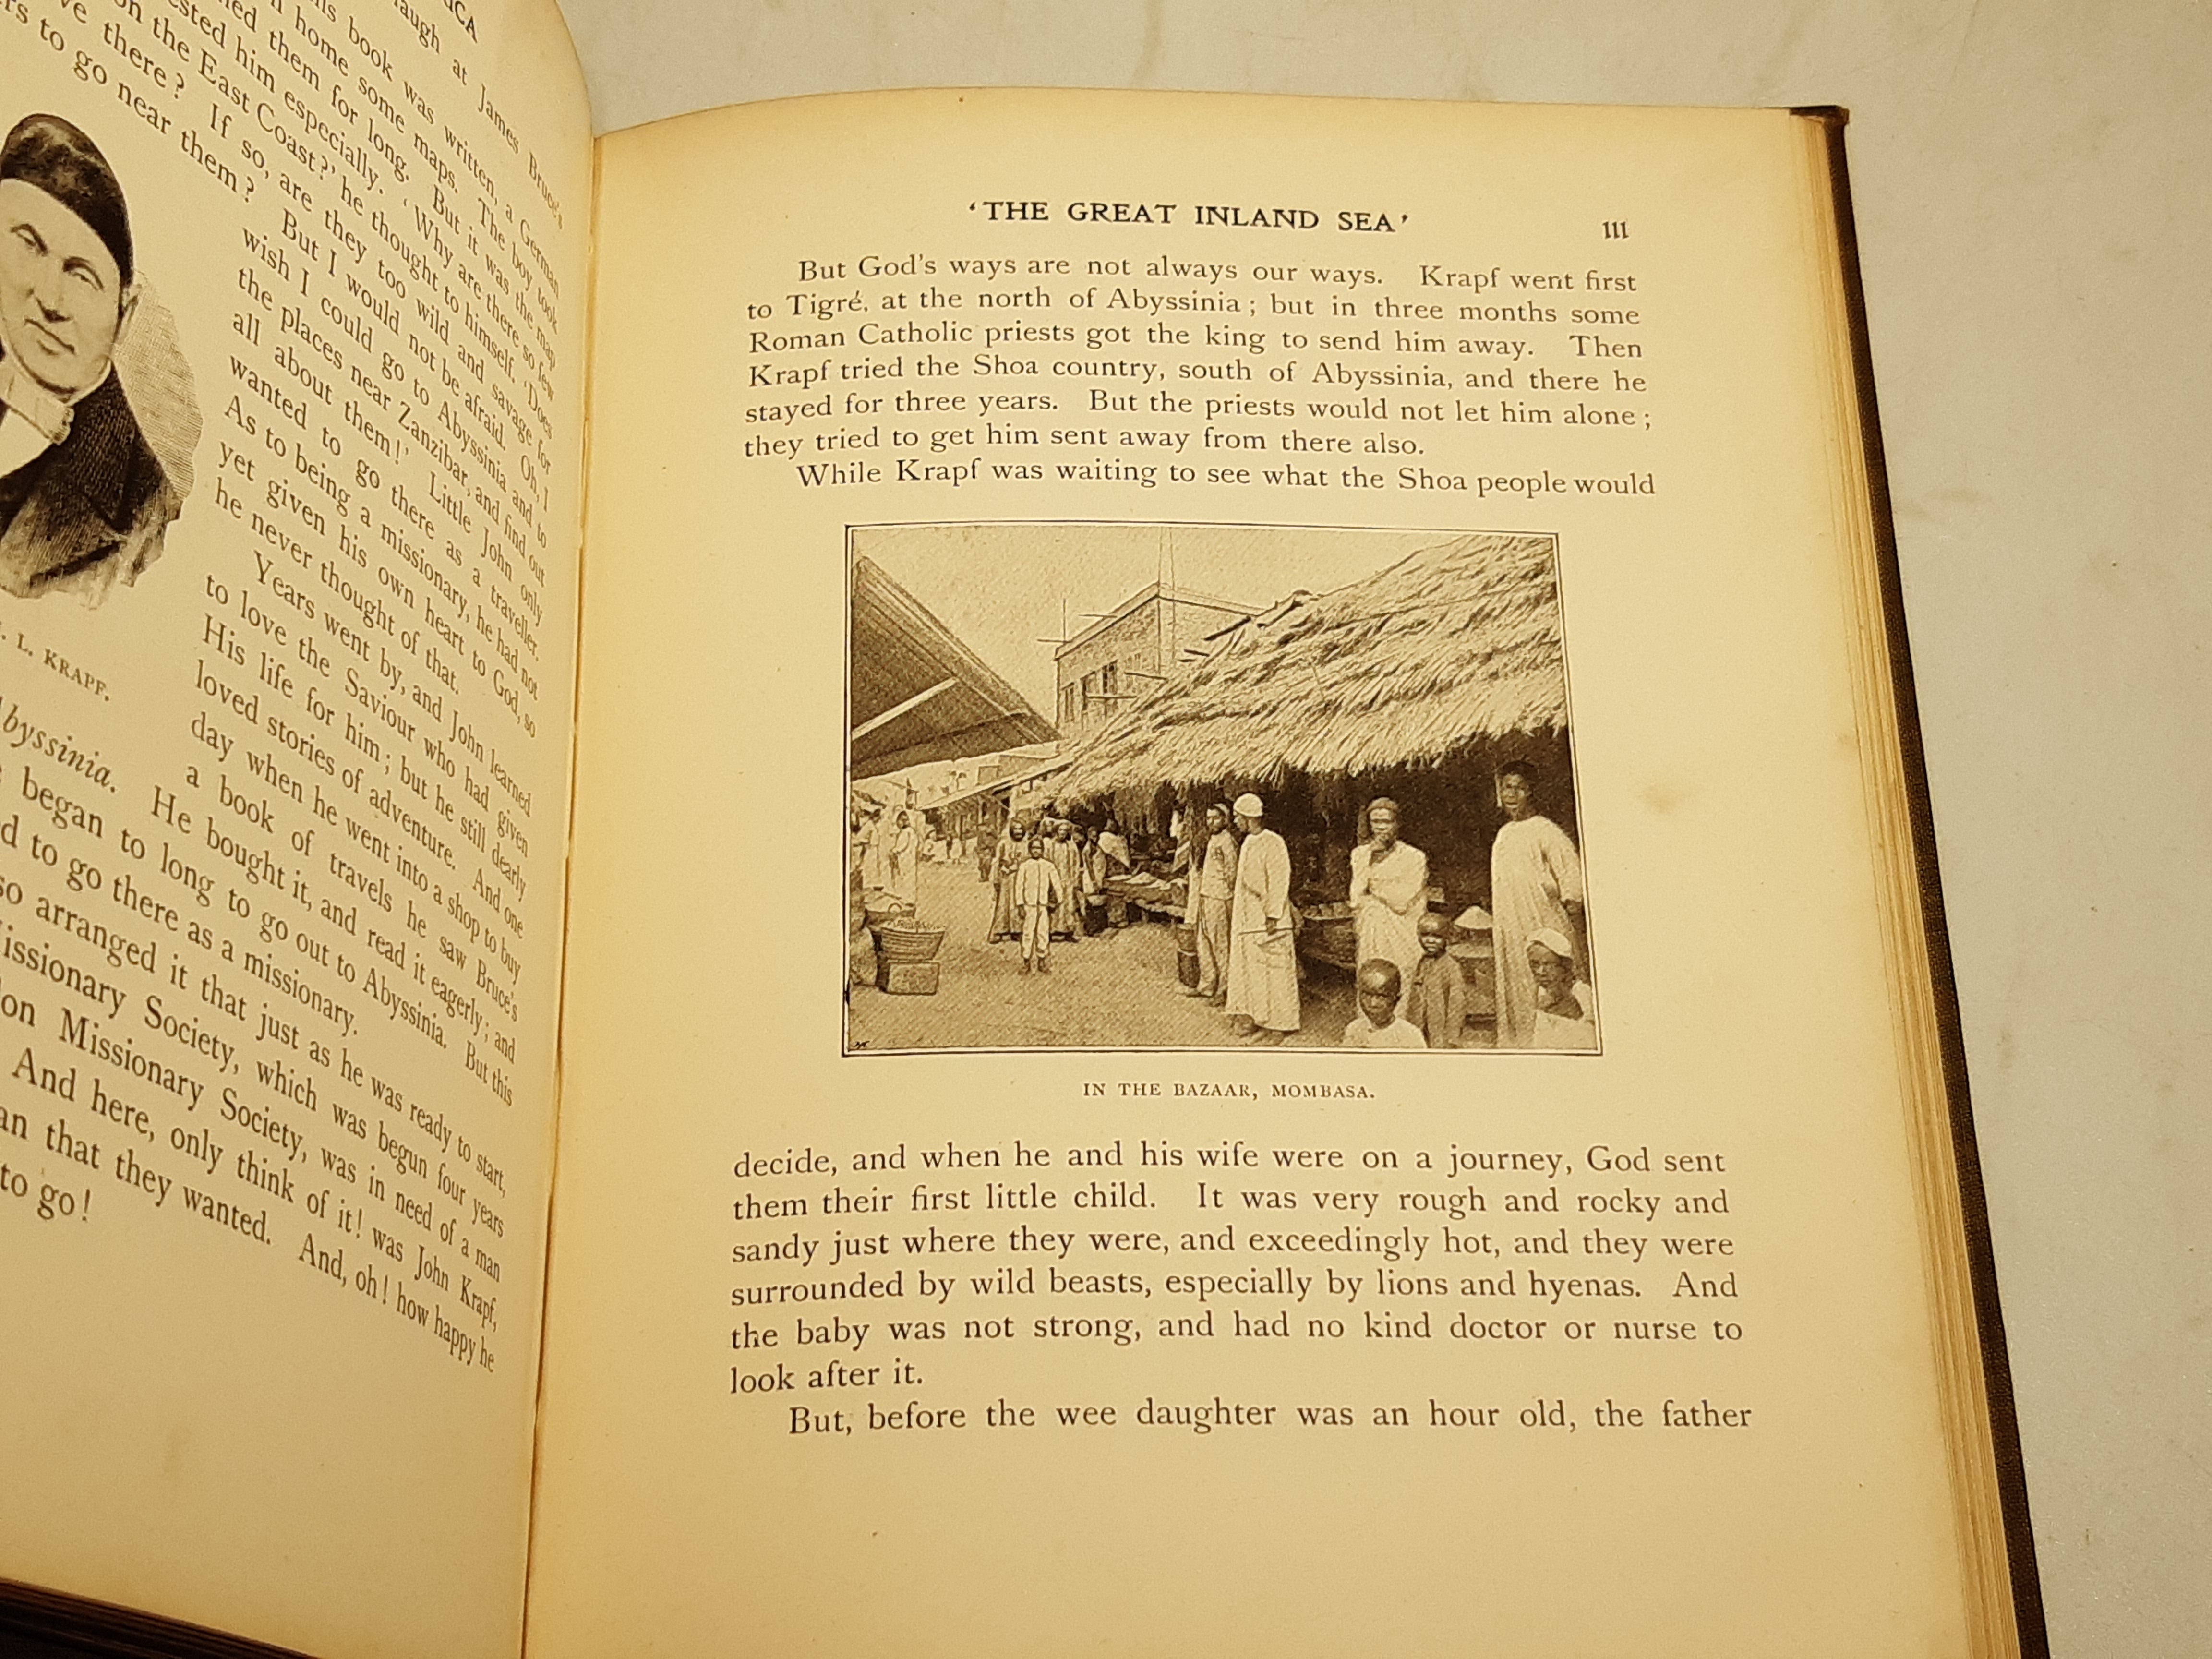 ICA
laugh at James Bruce's
his book was written, a German
home some maps. The boy took
them for long. But it was the map
ested him especially. 'Why are there so few
on the East Coast?' he thought to himself. 'Does
ve there? If so, are they too wild and savage for
rs to go near them? But I would not be afraid. Oh, I
wish I could go to Abyssinia and to
the places near Zanzibar, and find out
all about them!' Little John only
wanted to go there as a traveller.
As to being a missionary, he had not
yet given his own heart to God, so
he never thought of that.
Years went by, and John learned
to love the Saviour who had given
His life for him; but he still dearly
loved stories of adventure. And one
day when he went into a shop to buy
a book of travels he saw Bruce's
. L. KRAPF.
Abyssinia. He bought it, and read it eagerly; and
began to long to go out to Abyssinia. But this
d to go there as a missionary.
so arranged it that just as he was ready to start,
Missionary Society, which was begun four years
on Missionary Society, was in need of a man
And here, only think of it! was John Krapf,
an that they wanted. And, oh! how happy he
to go!
'THE GREAT INLAND SEA' 111
But God's ways are not always our ways. Krapf went first
to Tigré, at the north of Abyssinia; but in three months some
Roman Catholic priests got the king to send him away. Then
Krapf tried the Shoa country, south of Abyssinia, and there he
stayed for three years. But the priests would not let him alone;
they tried to get him sent away from there also.
While Krapf was waiting to see what the Shoa people would
IN THE BAZAAR, MOMBASA.
decide, and when he and his wife were on a journey, God sent
them their first little child. It was very rough and rocky and
sandy just where they were, and exceedingly hot, and they were
surrounded by wild beasts, especially by lions and hyenas. And
the baby was not strong, and had no kind doctor or nurse to
look after it.
But, before the wee daughter was an hour old, the father